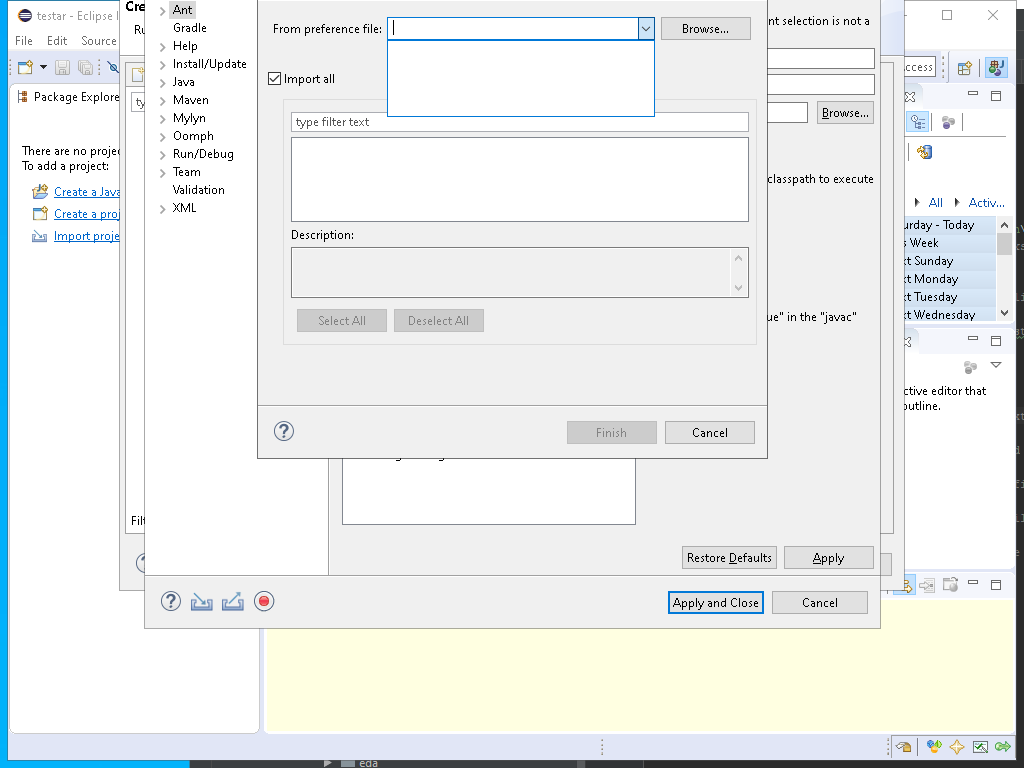 testar - Eclipse I
File Edit Source
Package Explore
There are no projec
To add a project:
Create a Java
Create a proj
Import proje
Cre
Ru
ty
Filt
Ant
Gradle
Help
Install/Update
Java
Maven
Mylyn
Oomph
Run/Debug
Team
Validation
XML
From preference file:
Browse...
Import all
type filter text
Description:
Select All
Deselect All
Finish
Cancel
nt selection is not a
Browse...
classpath to execute
ue" in the "javac"
Restore Defaults
Apply
Apply and Close
Cancel
ccess
All
Activ...
urday - Today
s Week
xt Sunday
xt Monday
xt Tuesday
xt Wednesday
ctive editor that
outline.
eda